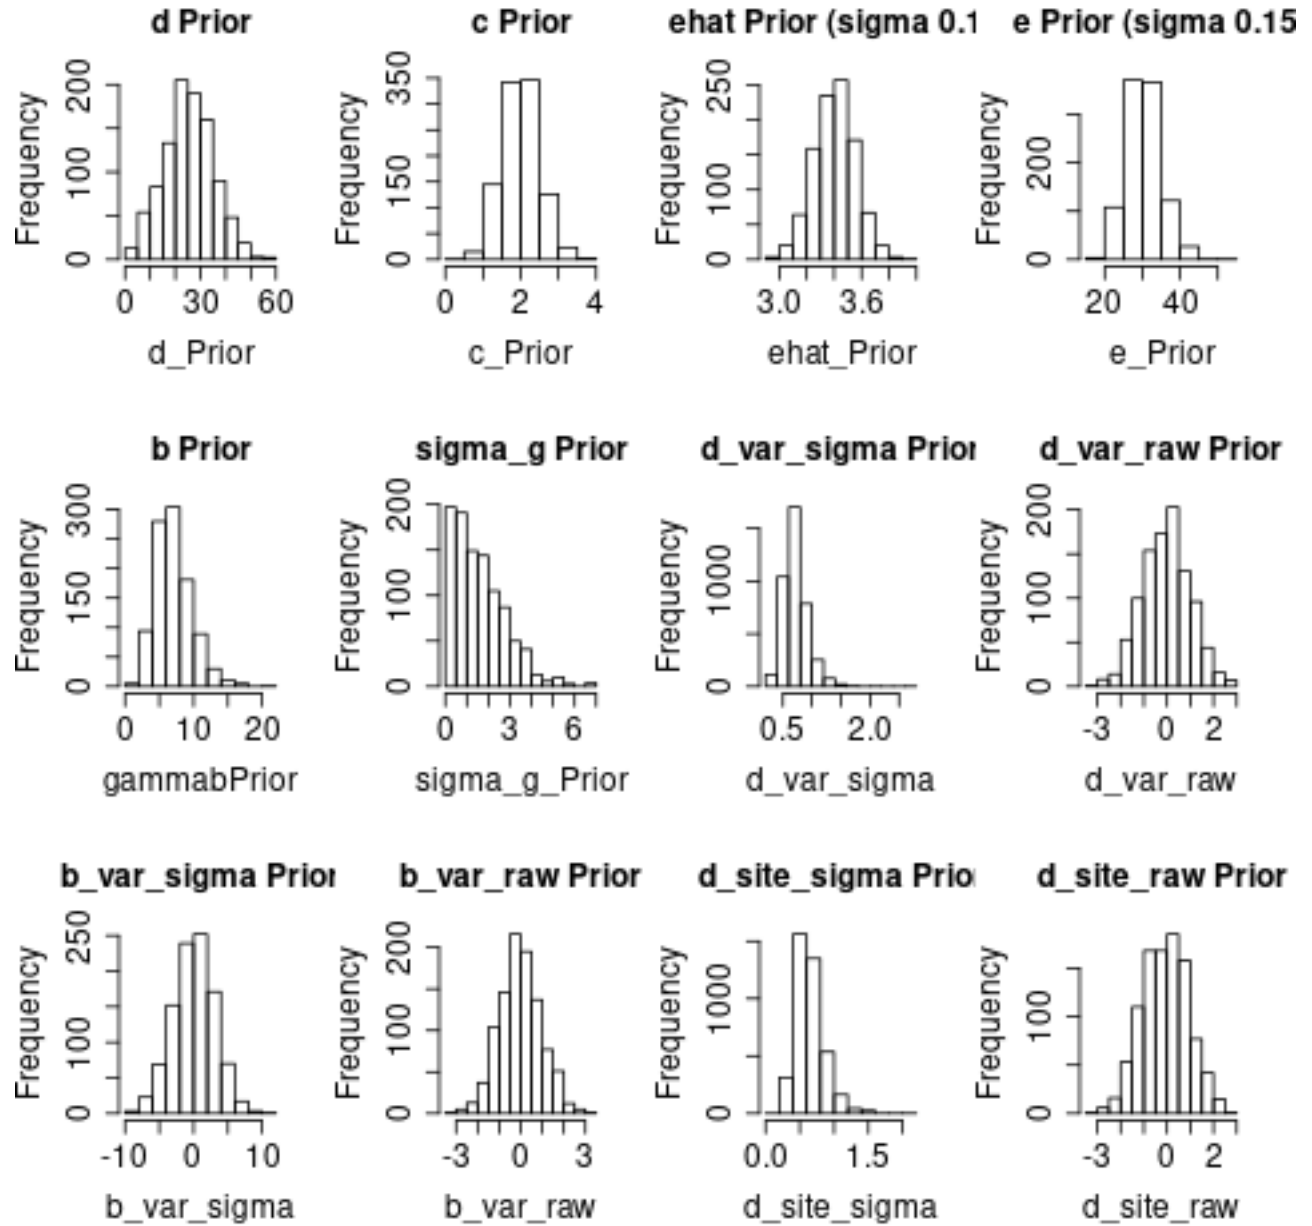 d Prior
Frequency
0 100 200
0 30 60
d_Prior
c Prior
Frequency
0 150 350
0 2 4
c_Prior
ehat Prior (sigma 0.1
Frequency
0 100 250
3.0 3.6
ehat_Prior
e Prior (sigma 0.15
Frequency
0 200
20 40
e_Prior
b Prior
Frequency
0 150 300
0 10 20
gammabPrior
sigma_g Prior
Frequency
0 100 200
0 3 6
sigma_g_Prior
d_var_sigma Prior
Frequency
0 1000
0.5 2.0
d_var_sigma
d_var_raw Prior
Frequency
0 100 200
-3 0 2
d_var_raw
b_var_sigma Prior
Frequency
0 100 250
-10 0 10
b_var_sigma
b_var_raw Prior
Frequency
0 100 200
-3 0 3
b_var_raw
d_site_sigma Prio
Frequency
0 1000
0.0 1.5
d_site_sigma
d_site_raw Prior
Frequency
0 100
-3 0 2
d_site_raw